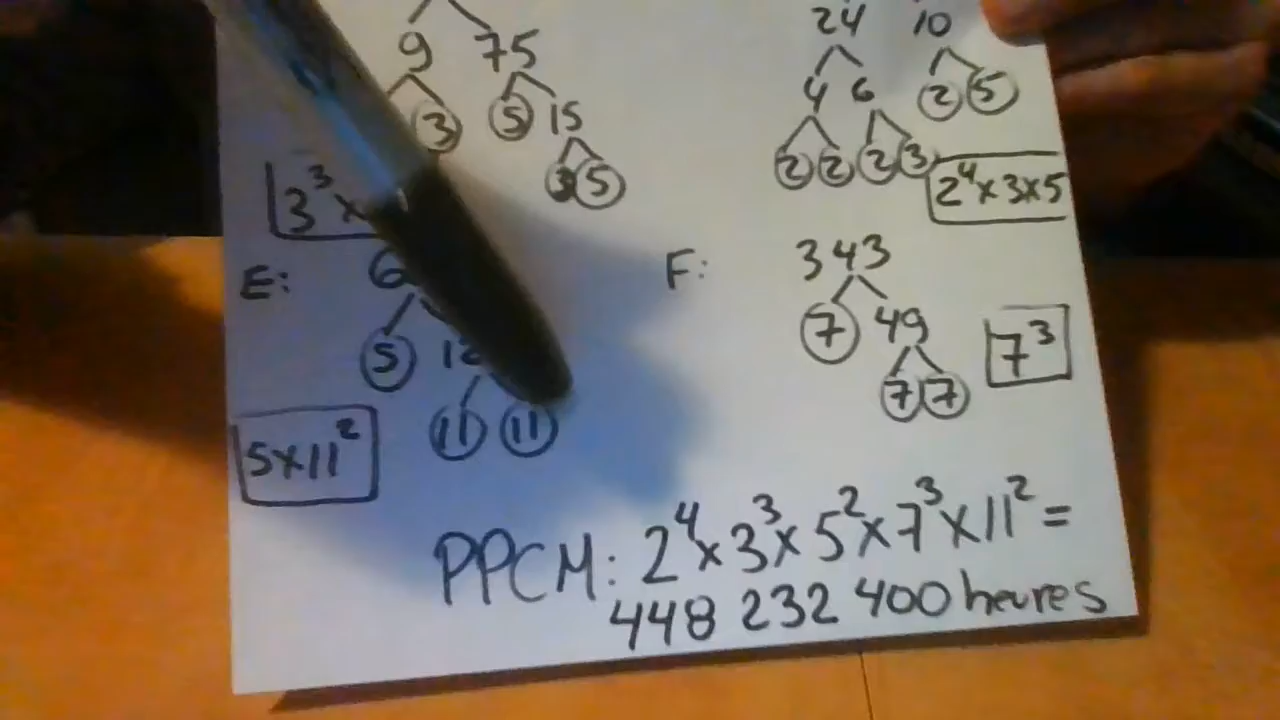 9 75
3 5 15
3 5
3³x
24 10
4 6 2 5
2 2 2 3
2⁴x3x5
E: 6
5 12
11 11
5x11²
F: 343
7 49
7 7
7³
PPCM: 2⁴x3³x5²x7³x11²=
448 232 400 heures